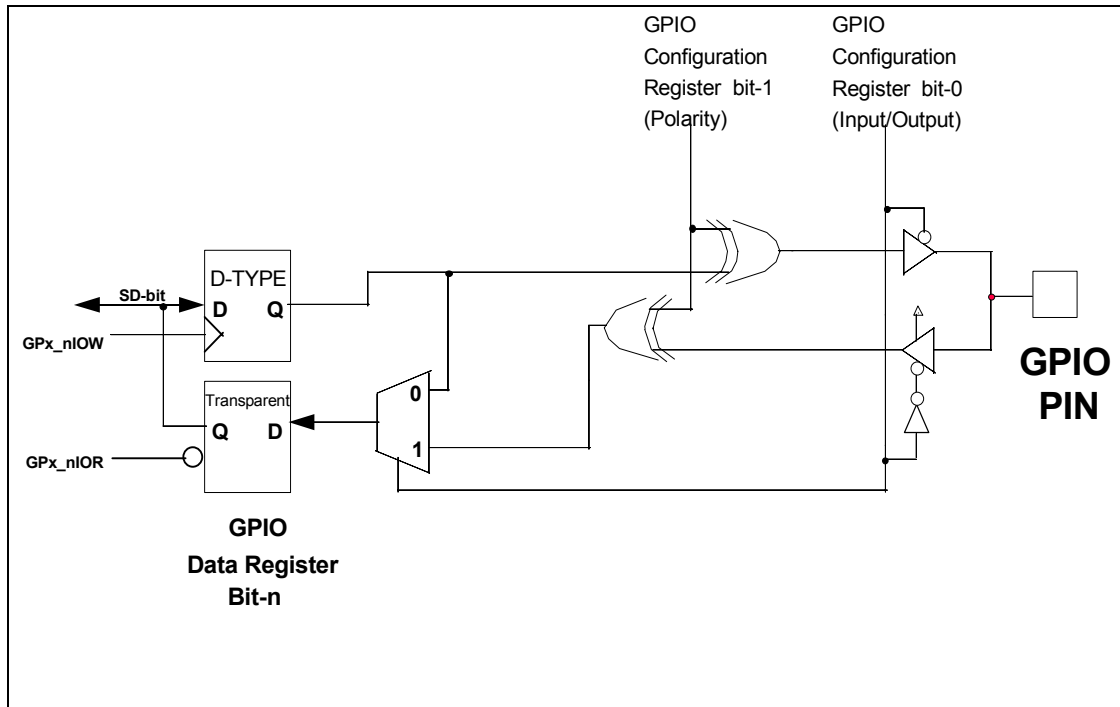 GPIO
Configuration
Register bit-1
(Polarity)
GPIO
Configuration
Register bit-0
(Input/Output)
D-TYPE
SD-bit
D Q
GPx_nIOW
Transparent
Q D
GPx_nIOR
0
1
GPIO
PIN
GPIO
Data Register
Bit-n